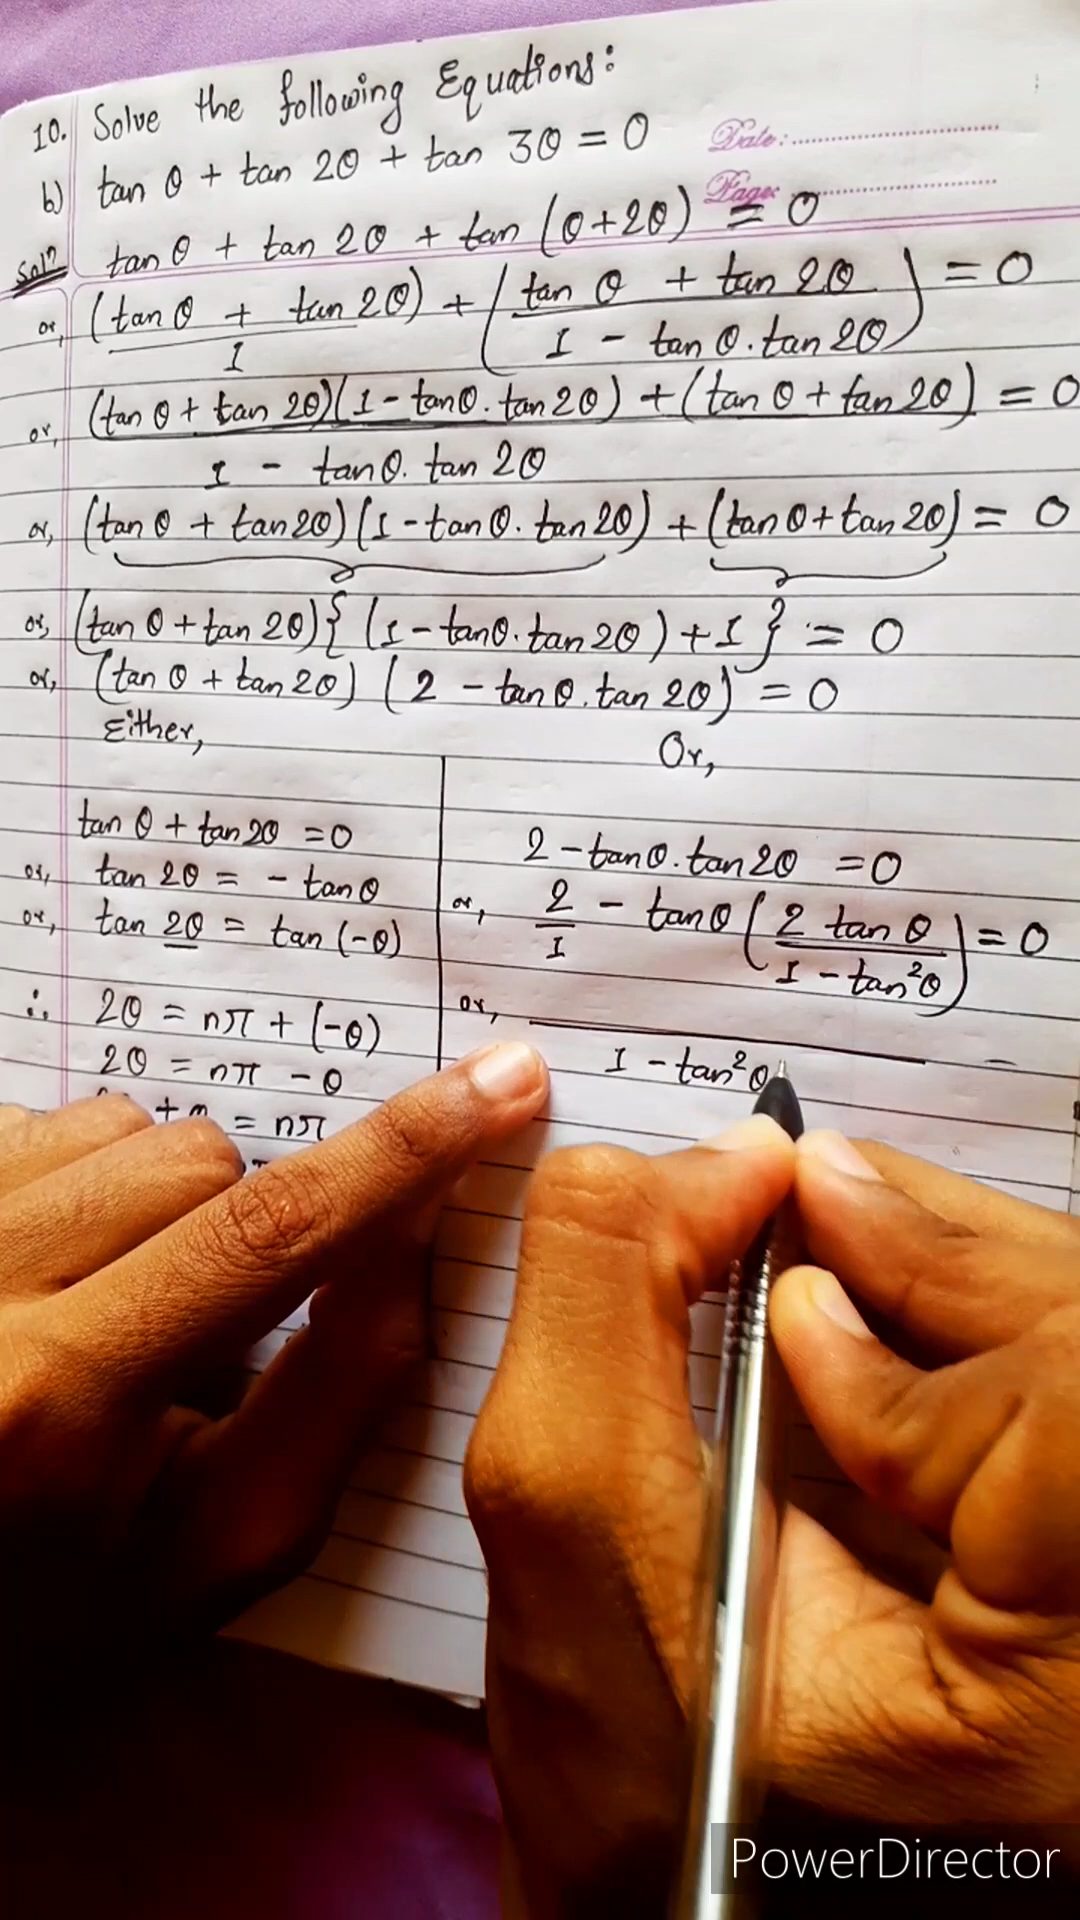 10. Solve the following Equations:
b) tan θ + tan 2θ + tan 3θ = 0
Date:
Page:
Solⁿ tan θ + tan 2θ + tan (θ+2θ) = 0
or, (tan θ + tan 2θ)/1 + (tan θ + tan 2θ / 1 - tan θ. tan 2θ) = 0
or, (tan θ + tan 2θ)(1 - tanθ. tan 2θ) + (tan θ + tan 2θ) = 0
1 - tanθ. tan 2θ
or, (tan θ + tan2θ)(1 - tan θ. tan 2θ) + (tan θ + tan 2θ) = 0
or, (tan θ + tan 2θ){ (1 - tanθ. tan 2θ) + 1 } = 0
or, (tan θ + tan 2θ) (2 - tan θ. tan 2θ) = 0
Either,
tan θ + tan 2θ = 0
or, tan 2θ = - tan θ
or, tan 2θ = tan (-θ)
∴ 2θ = nπ + (-θ)
2θ = nπ - θ
= nπ
Or,
2 - tan θ. tan 2θ = 0
or, 2/1 - tan θ (2 tan θ / 1 - tan²θ) = 0
or,
1 - tan²θ
PowerDirector